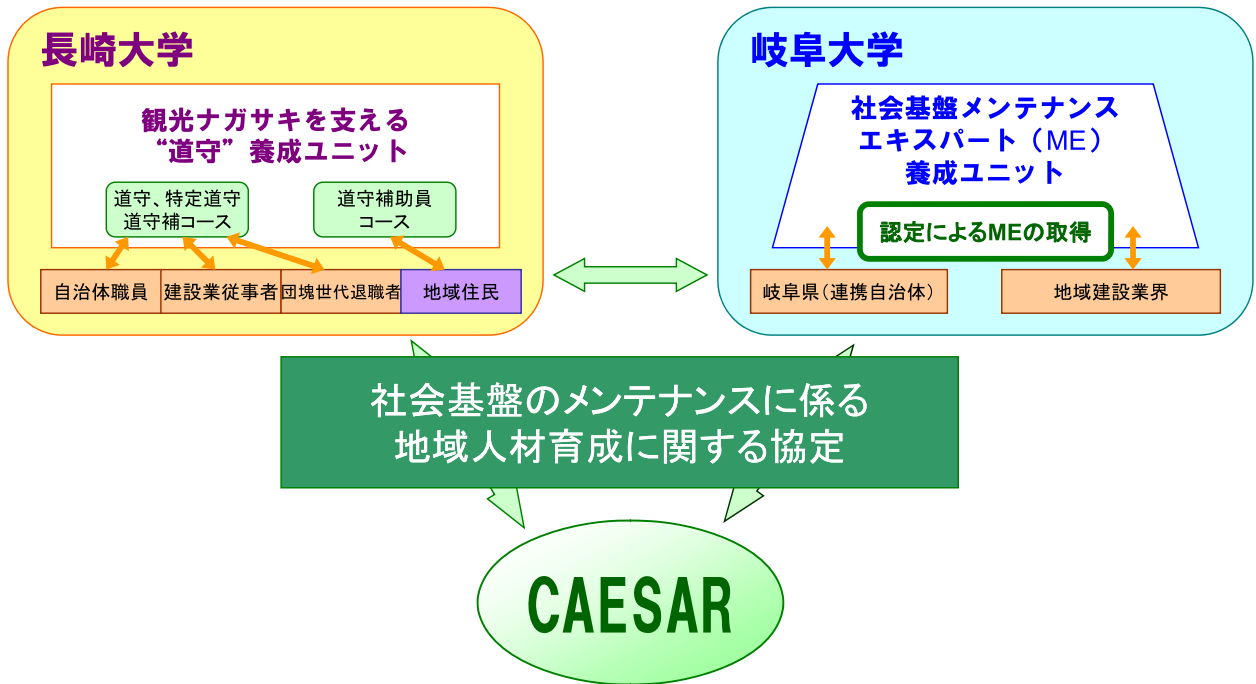 長崎大学
観光ナガサキを支える
“道守”養成ユニット
道守、特定道守
道守補コース
道守補助員
コース
自治体職員
建設業従事者
団塊世代退職者
地域住民
岐阜大学
社会基盤メンテナンス
エキスパート（ME）
養成ユニット
認定によるMEの取得
岐阜県（連携自治体）
地域建設業界
社会基盤のメンテナンスに係る
地域人材育成に関する協定
CAESAR